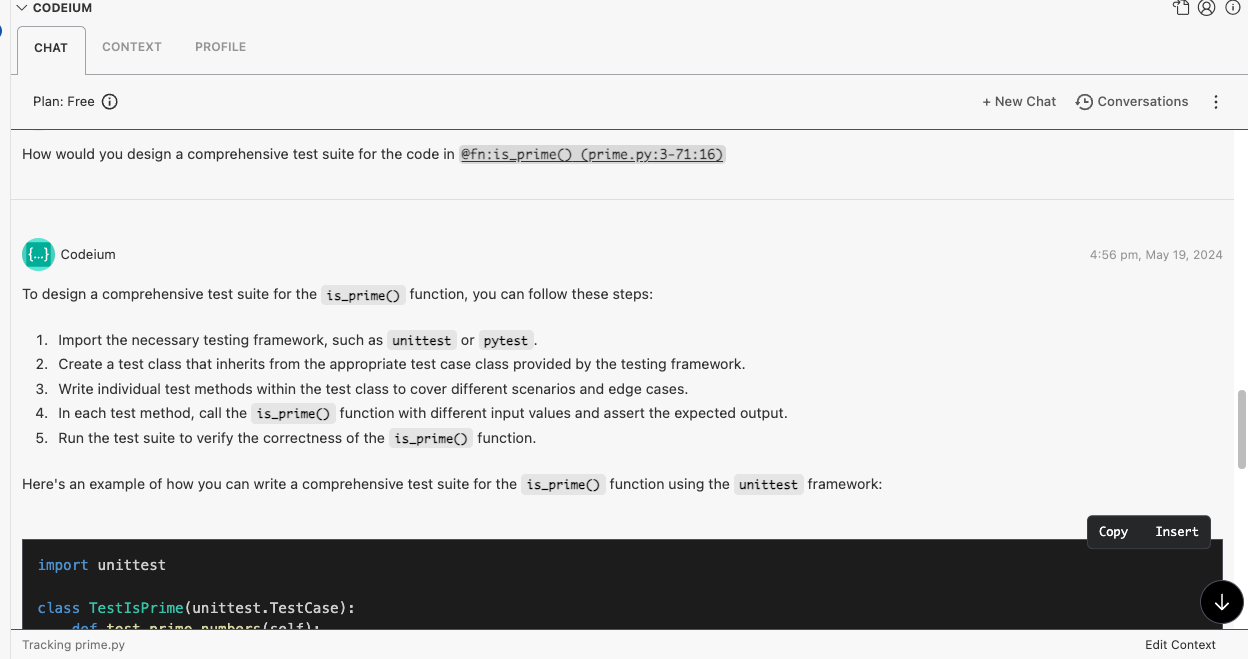 CODEIUM
CHAT CONTEXT PROFILE
Plan: Free
+ New Chat Conversations
How would you design a comprehensive test suite for the code in @fn:is_prime() (prime.py:3-71:16)
{...} Codeium 4:56 pm, May 19, 2024
To design a comprehensive test suite for the is_prime() function, you can follow these steps:
1. Import the necessary testing framework, such as unittest or pytest.
2. Create a test class that inherits from the appropriate test case class provided by the testing framework.
3. Write individual test methods within the test class to cover different scenarios and edge cases.
4. In each test method, call the is_prime() function with different input values and assert the expected output.
5. Run the test suite to verify the correctness of the is_prime() function.
Here's an example of how you can write a comprehensive test suite for the is_prime() function using the unittest framework:
Copy Insert
import unittest
class TestIsPrime(unittest.TestCase):
def test_prime_numbers(self):
Tracking prime.py Edit Context